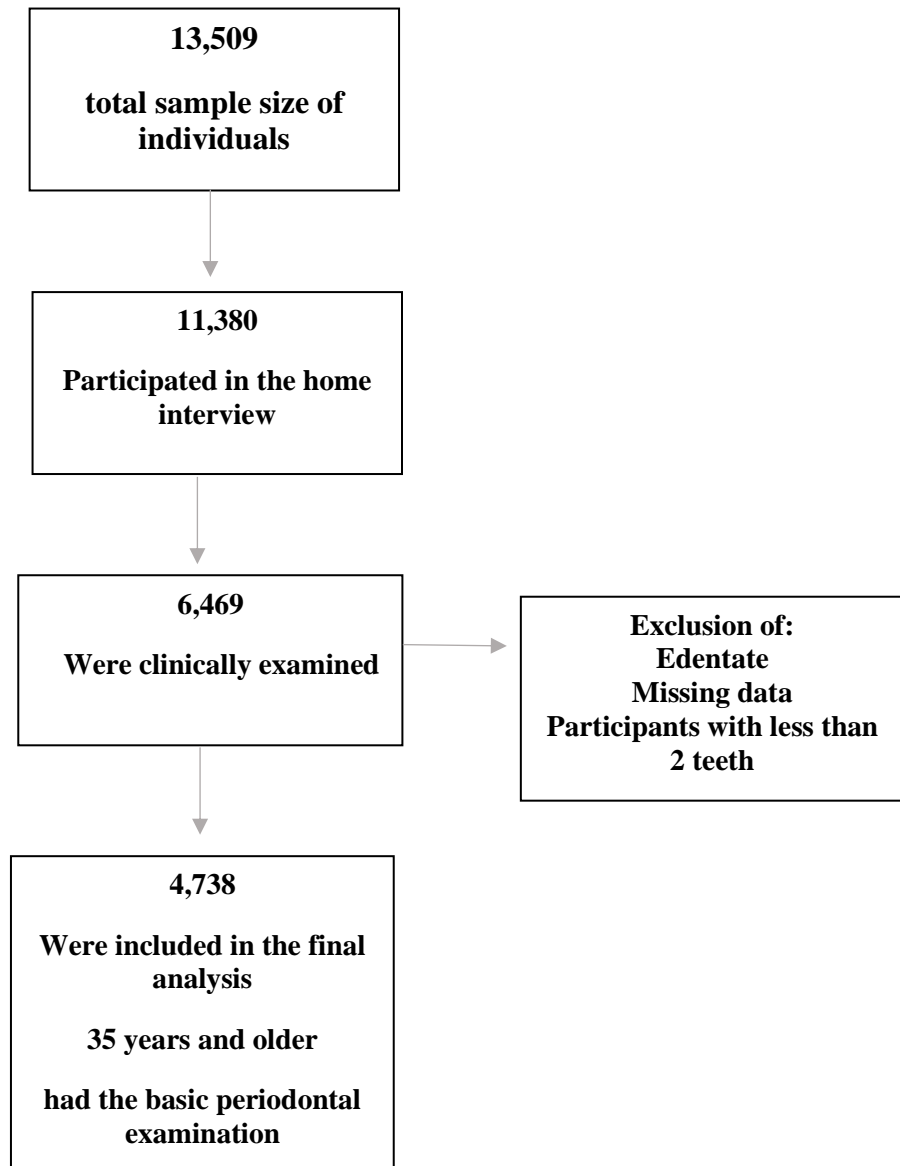 13,509
total sample size of
individuals
11,380
Participated in the home
interview
6,469
Were clinically examined
Exclusion of:
Edentate
Missing data
Participants with less than
2 teeth
4,738
Were included in the final
analysis
35 years and older
had the basic periodontal
examination